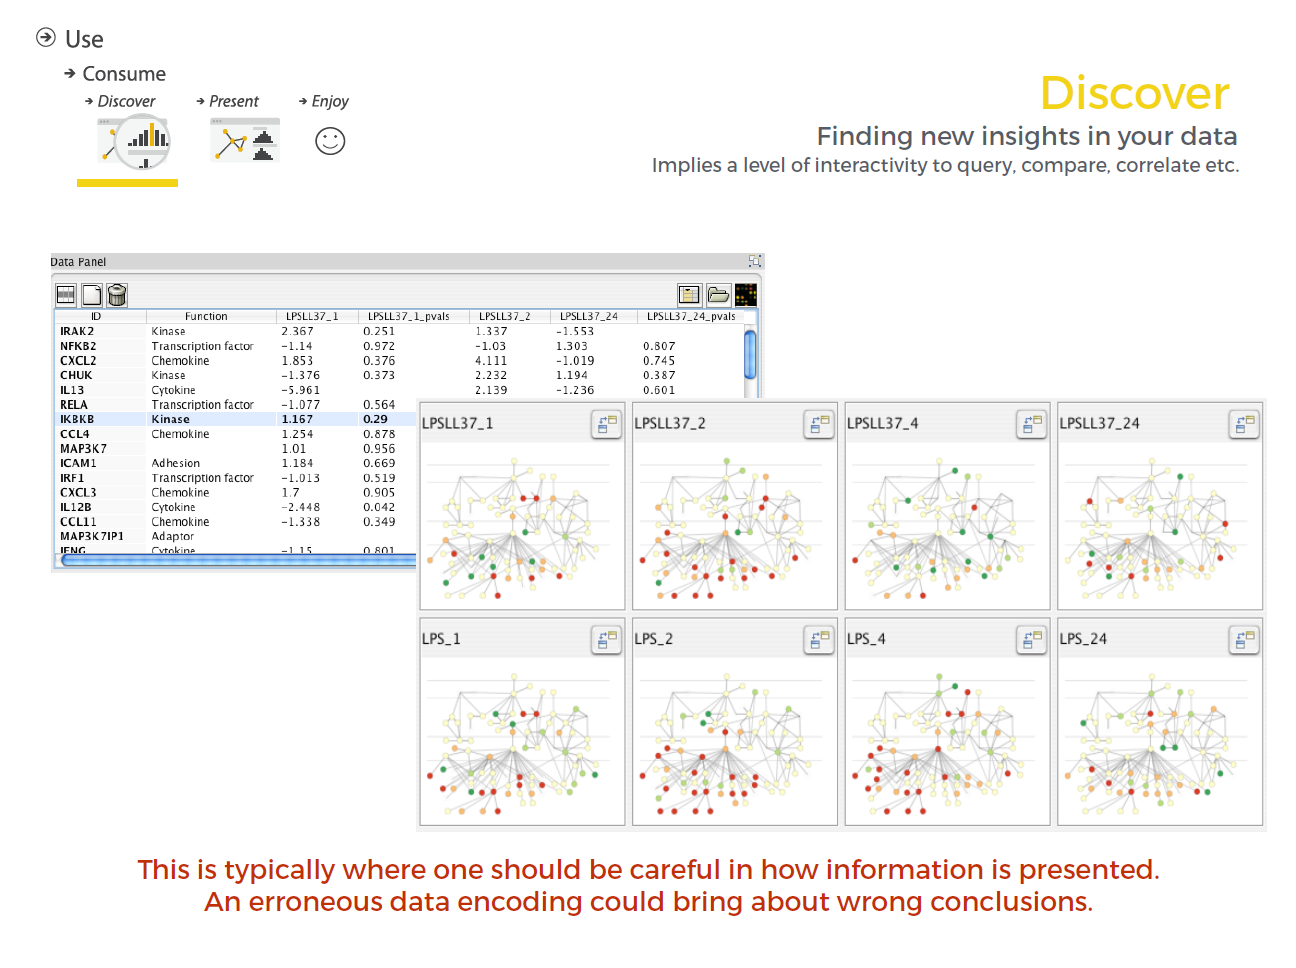 Use
Consume
Discover Present Enjoy
Discover
Finding new insights in your data
Implies a level of interactivity to query, compare, correlate etc.
Data Panel
ID Function LPSLL37_1 LPSLL37_1_pvals LPSLL37_2 LPSLL37_24 LPSLL37_24_pvals
IRAK2 Kinase 2.367 0.251 1.337 −1.553
NFKB2 Transcription factor −1.14 0.972 −1.03 1.303 0.807
CXCL2 Chemokine 1.853 0.376 4.111 −1.019 0.745
CHUK Kinase −1.376 0.373 2.232 1.194 0.387
IL13 Cytokine −5.961 2.139 −1.236 0.601
RELA Transcription factor −1.077 0.564
IKBKB Kinase 1.167 0.29
CCL4 Chemokine 1.254 0.878
MAP3K7 1.01 0.956
ICAM1 Adhesion 1.184 0.669
IRF1 Transcription factor −1.013 0.519
CXCL3 Chemokine 1.7 0.905
IL12B Cytokine −2.448 0.042
CCL11 Chemokine −1.338 0.349
MAP3K7IP1 Adaptor
IFNG Cytokine −1.15 0.801
LPSLL37_1 LPSLL37_2 LPSLL37_4 LPSLL37_24
LPS_1 LPS_2 LPS_4 LPS_24
This is typically where one should be careful in how information is presented.
An erroneous data encoding could bring about wrong conclusions.